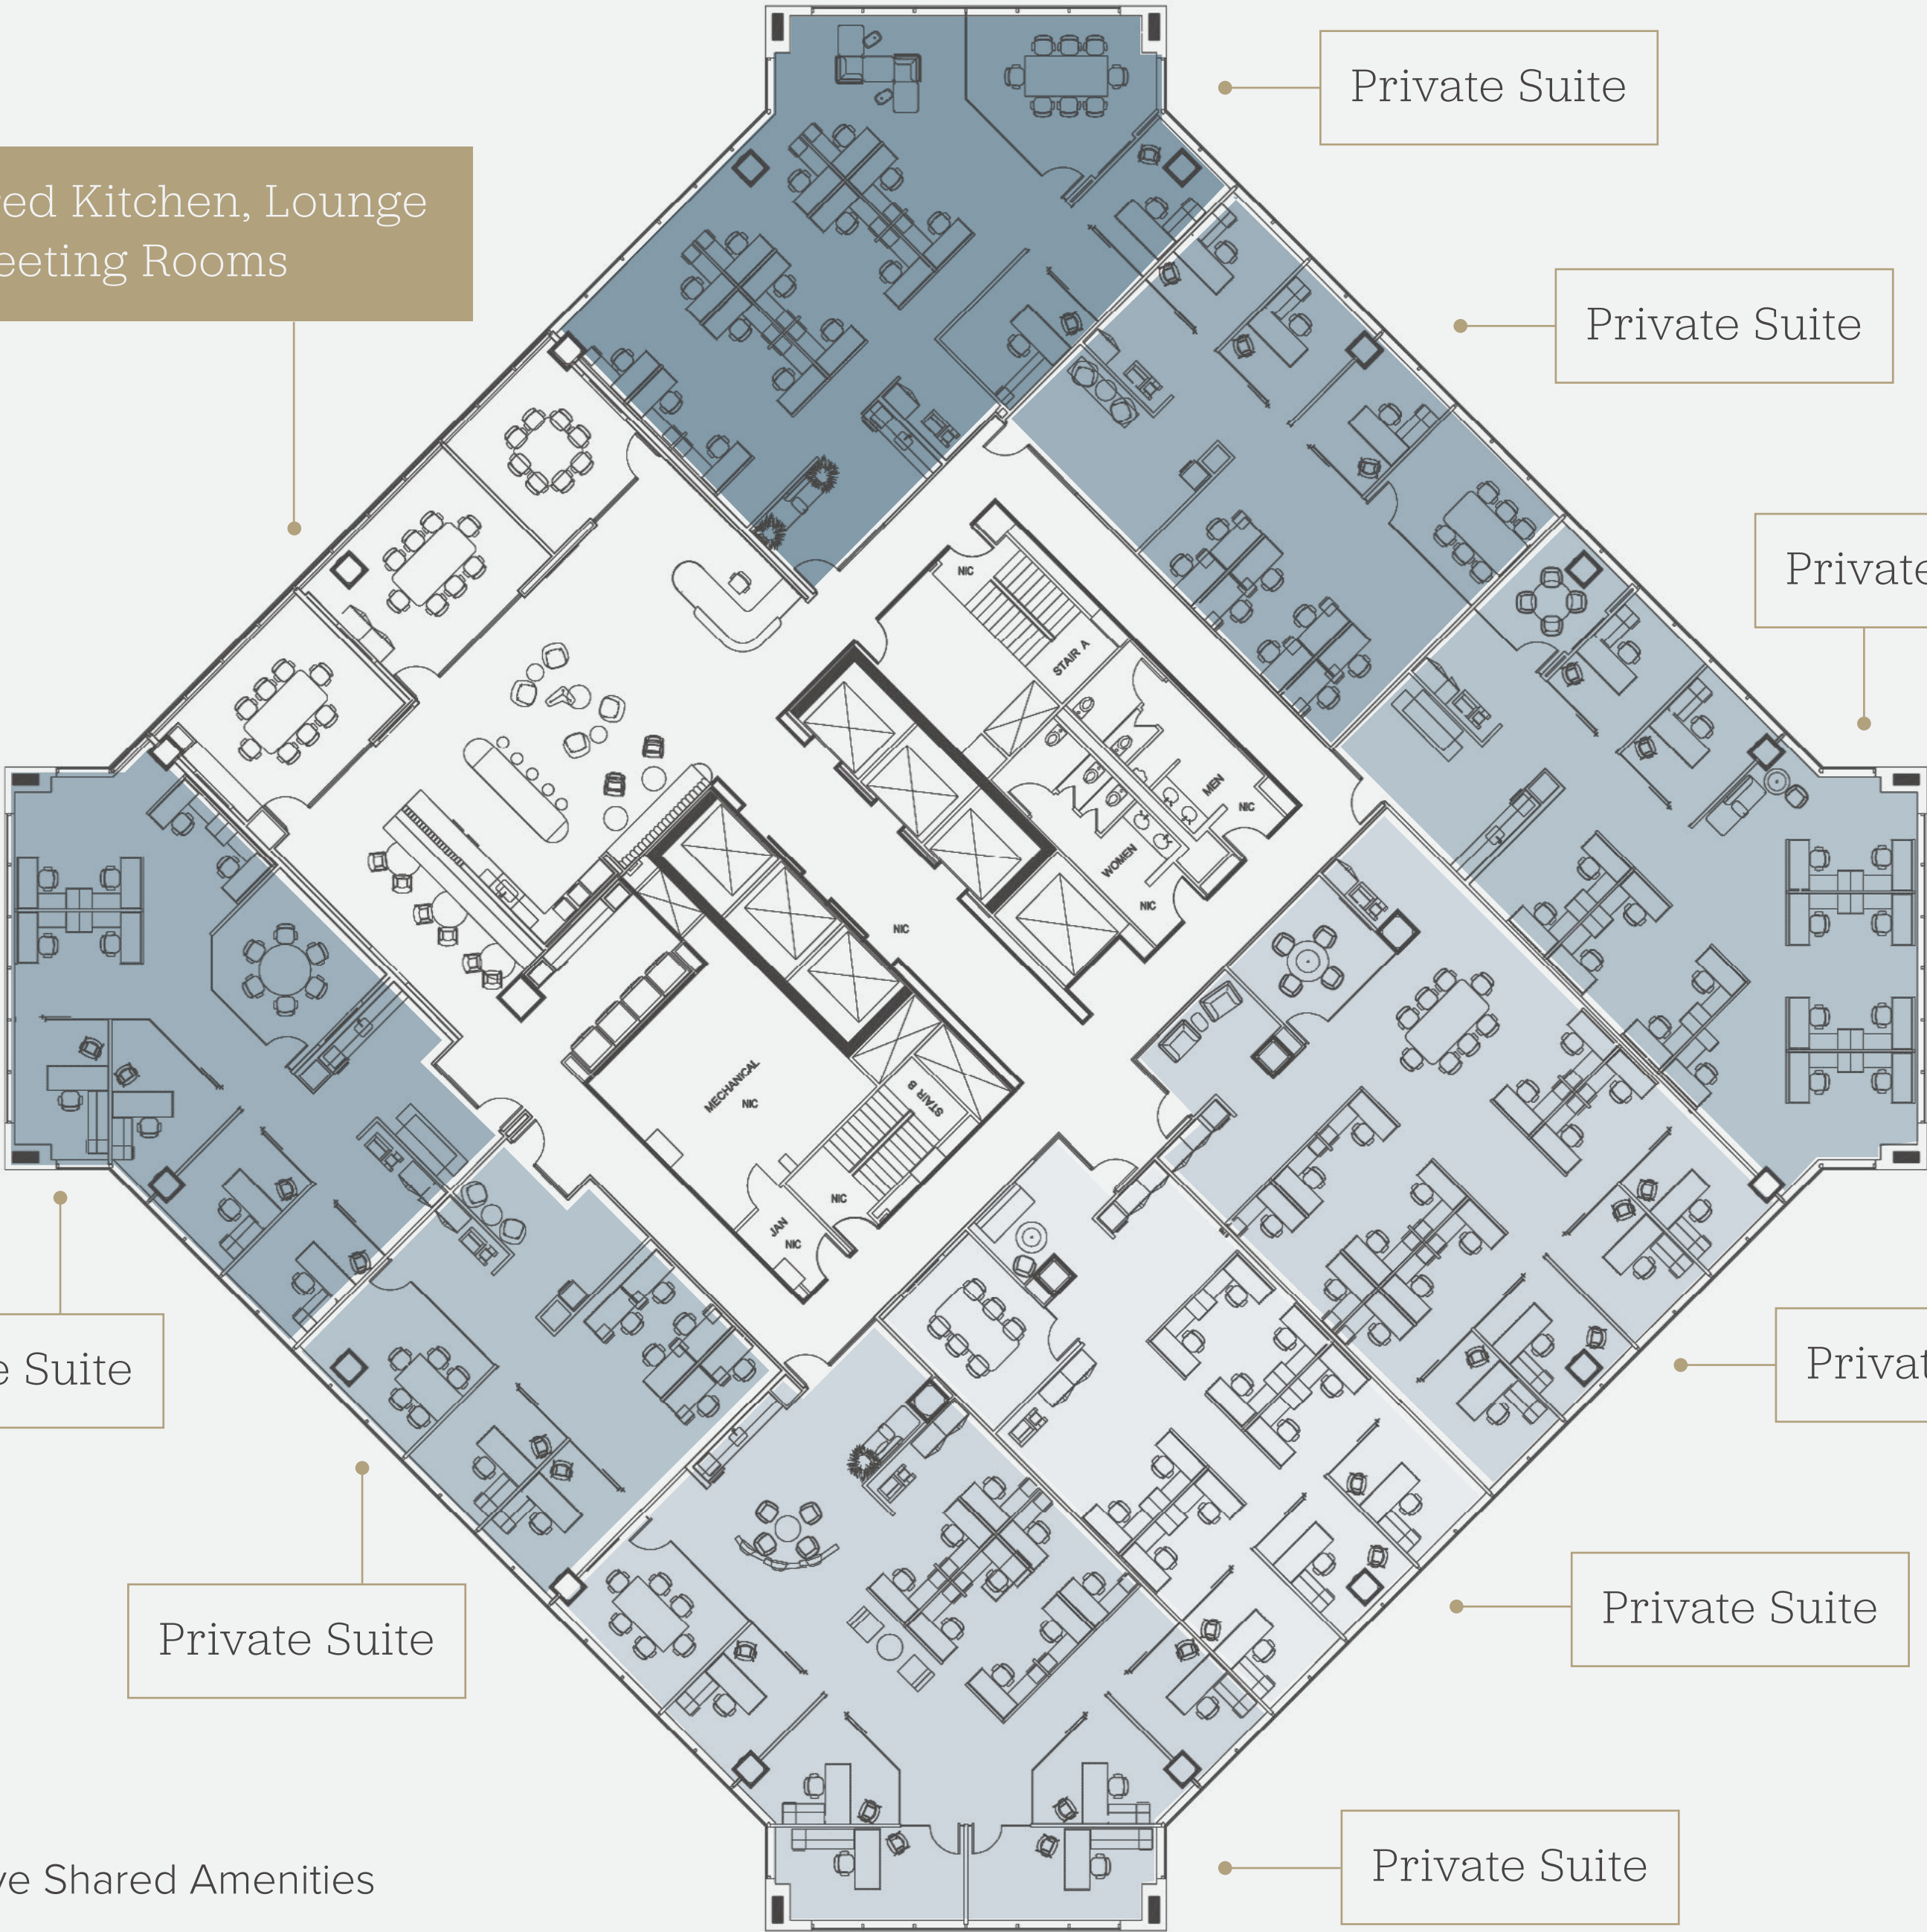 Private Suite
ed Kitchen, Lounge
eeting Rooms
Private Suite
Private
NIC
STAIR A
MEN
NIC
WOMEN
NIC
NIC
MECHANICAL
NIC
STAIR B
NIC
JAN
NIC
e Suite
Privat
Private Suite
Private Suite
Private Suite
ve Shared Amenities